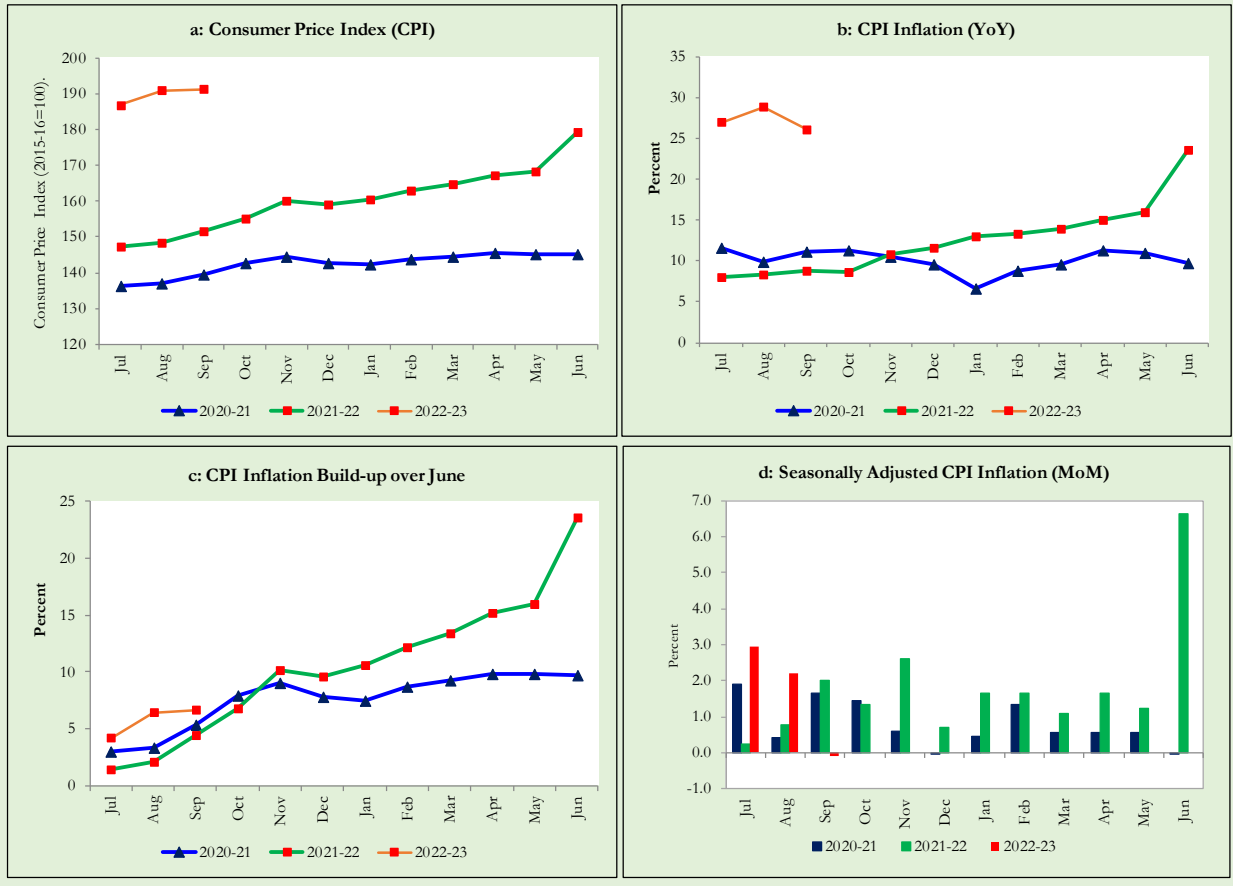 a: Consumer Price Index (CPI)
Consumer Price Index (2015-16=100).
200
190
180
170
160
150
140
130
120
Jul Aug Sep Oct Nov Dec Jan Feb Mar Apr May Jun
2020-21 2021-22 2022-23
b: CPI Inflation (YoY)
Percent
35
30
25
20
15
10
5
0
Jul Aug Sep Oct Nov Dec Jan Feb Mar Apr May Jun
2020-21 2021-22 2022-23
c: CPI Inflation Build-up over June
Percent
25
20
15
10
5
0
Jul Aug Sep Oct Nov Dec Jan Feb Mar Apr May Jun
2020-21 2021-22 2022-23
d: Seasonally Adjusted CPI Inflation (MoM)
Percent
7.0
6.0
5.0
4.0
3.0
2.0
1.0
0.0
-1.0
Jul Aug Sep Oct Nov Dec Jan Feb Mar Apr May Jun
2020-21 2021-22 2022-23